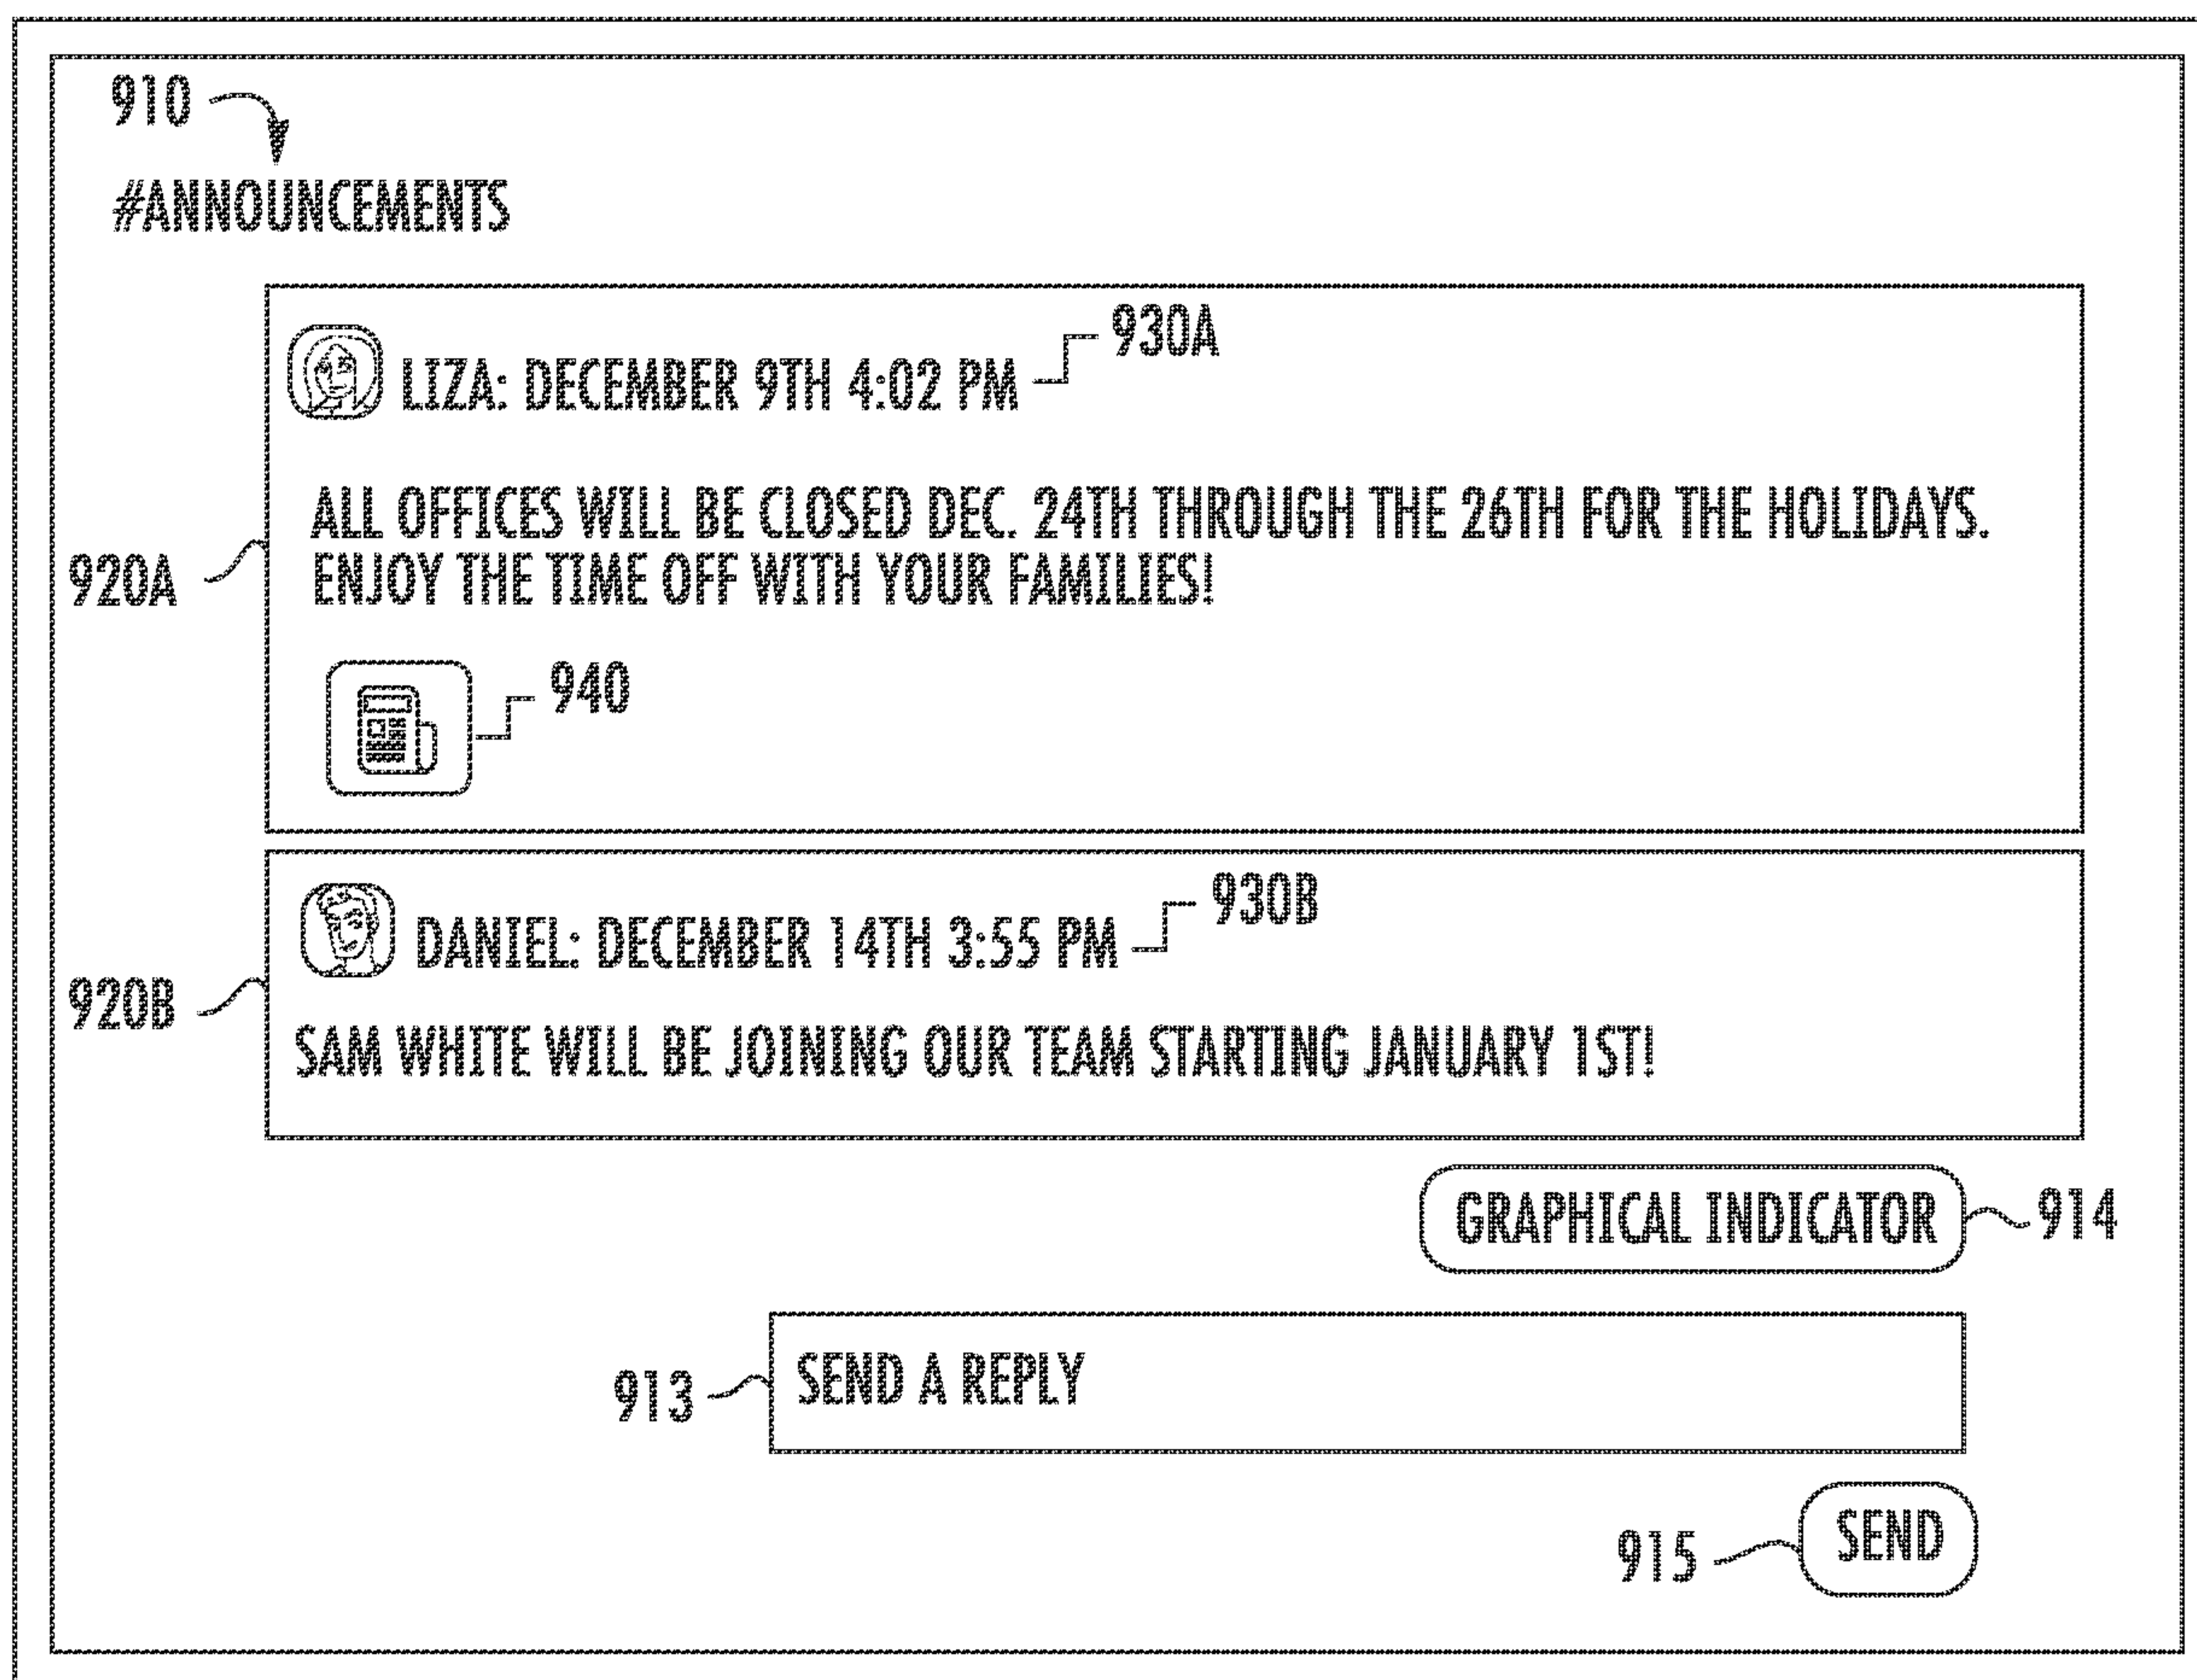 910
#ANNOUNCEMENTS
930A
LIZA: DECEMBER 9TH 4:02 PM
ALL OFFICES WILL BE CLOSED DEC. 24TH THROUGH THE 26TH FOR THE HOLIDAYS.
920A
ENJOY THE TIME OFF WITH YOUR FAMILIES!
940
930B
DANIEL: DECEMBER 14TH 3:55 PM
920B
SAM WHITE WILL BE JOINING OUR TEAM STARTING JANUARY 1ST!
GRAPHICAL INDICATOR 914
913 SEND A REPLY
915 SEND